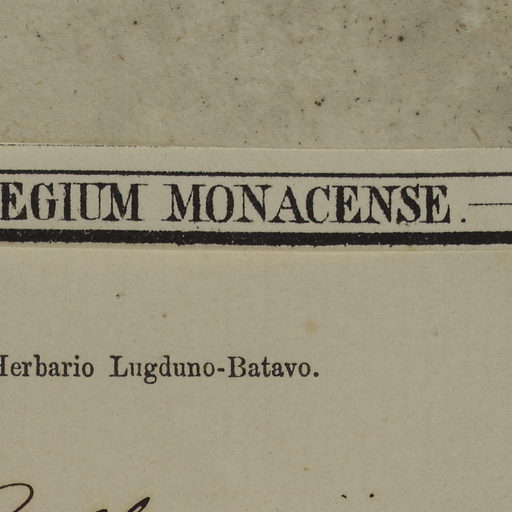 EGIUM MONACENSE.
Herbario Lugduno-Batavo.